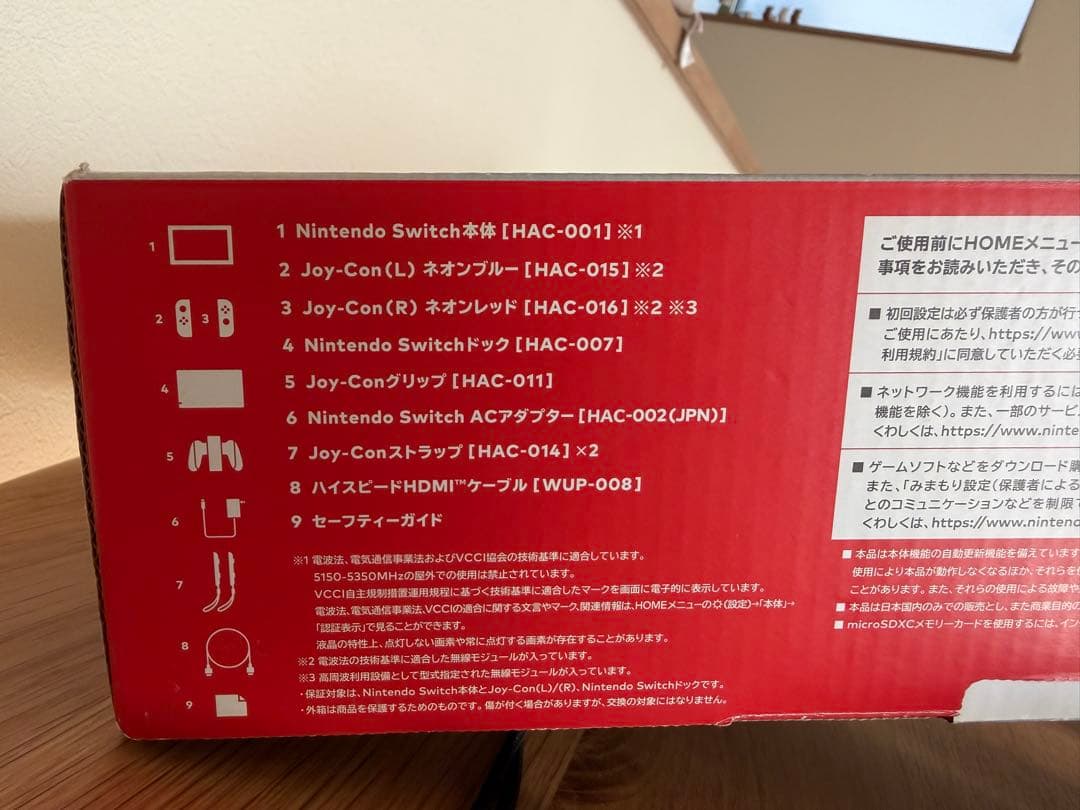 1 Nintendo Switch本体[HAC-001]※1
2 Joy-Con(L) ネオンブルー[HAC-015]※2
3 Joy-Con(R) ネオンレッド[HAC-016]※2 ※3
4 Nintendo Switchドック[HAC-007]
5 Joy-Conグリップ[HAC-011]
6 Nintendo Switch ACアダプター[HAC-002(JPN)]
7 Joy-Conストラップ[HAC-014]×2
8 ハイスピードHDMI™ケーブル[WUP-008]
9 セーフティーガイド
※1 電波法、電気通信事業法およびVCCI協会の技術基準に適合しています。
5150-5350MHzの屋外での使用は禁止されています。
VCCI自主規制措置運用規程に基づく技術基準に適合したマークを画面に電子的に表示しています。
電波法、電気通信事業法、VCCIの適合に関する文言やマーク、関連情報は、HOMEメニューの(設定)→「本体」→
「認証表示」で見ることができます。
液晶の特性上、点灯しない画素や常に点灯する画素が存在することがあります。
※2 電波法の技術基準に適合した無線モジュールが入っています。
※3 高周波利用設備として型式指定された無線モジュールが入っています。
・保証対象は、Nintendo Switch本体とJoy-Con(L)/(R)、Nintendo Switchドックです。
・外箱は商品を保護するためのものです。傷が付く場合がありますが、交換の対象にはなりません。
1
2
3
4
5
6
7
8
9
ご使用前にHOMEメニュー
事項をお読みいただき、その
■ 初回設定は必ず保護者の方が行
ご使用にあたり、https://www
利用規約」に同意していただく必
■ ネットワーク機能を利用するには
機能を除く)。また、一部のサービ
くわしくは、https://www.ninte
■ ゲームソフトなどをダウンロード購
また、「みまもり設定(保護者による
とのコミュニケーションなどを制限で
くわしくは、https://www.nintend
■ 本品は本体機能の自動更新機能を備えています
使用により本品が動作しなくなるほか、それらを
ことがあります。また、それらの使用による故障や
■ 本品は日本国内のみでの販売とし、また商業目的の
■ microSDXCメモリーカードを使用するには、イン